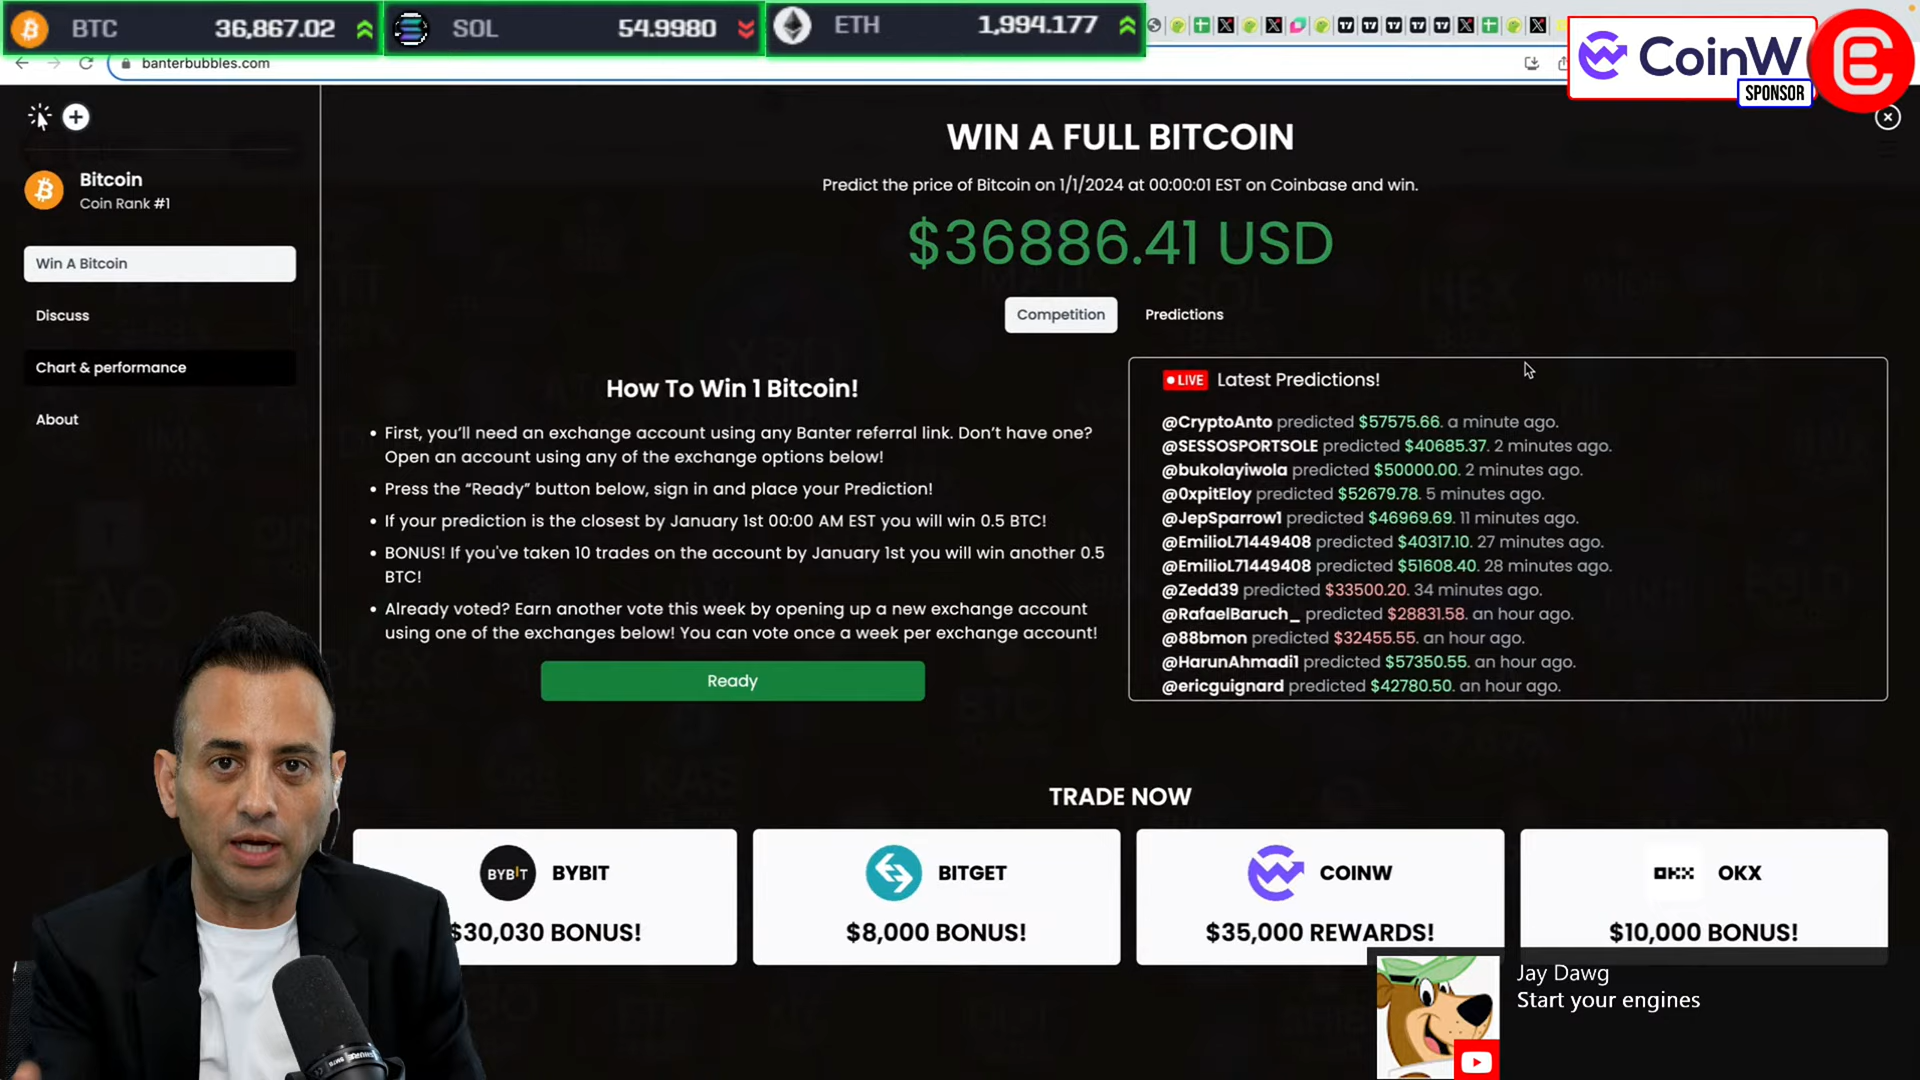 BTC 36,867.02
SOL 54.9980
ETH 1,994.177
CoinW
SPONSOR
banterbubbles.com
Bitcoin
Coin Rank #1
Win A Bitcoin
Discuss
Chart & performance
About
WIN A FULL BITCOIN
Predict the price of Bitcoin on 1/1/2024 at 00:00:01 EST on Coinbase and win.
$36886.41 USD
Competition
Predictions
How To Win 1 Bitcoin!
First, you'll need an exchange account using any Banter referral link. Don't have one?
Open an account using any of the exchange options below!
Press the "Ready" button below, sign in and place your Prediction!
If your prediction is the closest by January 1st 00:00 AM EST you will win 0.5 BTC!
BONUS! If you've taken 10 trades on the account by January 1st you will win another 0.5
BTC!
Already voted? Earn another vote this week by opening up a new exchange account
using one of the exchanges below! You can vote once a week per exchange account!
Ready
LIVE Latest Predictions!
@CryptoAnto predicted $57575.66. a minute ago.
@SESSOSPORTSOLE predicted $40685.37. 2 minutes ago.
@bukolayiwola predicted $50000.00. 2 minutes ago.
@0xpitEloy predicted $52679.78. 5 minutes ago.
@JepSparrow1 predicted $46969.69. 11 minutes ago.
@EmilioL71449408 predicted $40317.10. 27 minutes ago.
@EmilioL71449408 predicted $51608.40. 28 minutes ago.
@Zedd39 predicted $33500.20. 34 minutes ago.
@RafaelBaruch_ predicted $28831.58. an hour ago.
@88bmon predicted $32455.55. an hour ago.
@HarunAhmadi1 predicted $57350.55. an hour ago.
@ericguignard predicted $42780.50. an hour ago.
TRADE NOW
BYBIT BYBIT
$30,030 BONUS!
BITGET
$8,000 BONUS!
COINW
$35,000 REWARDS!
OKX OKX
$10,000 BONUS!
Jay Dawg
Start your engines